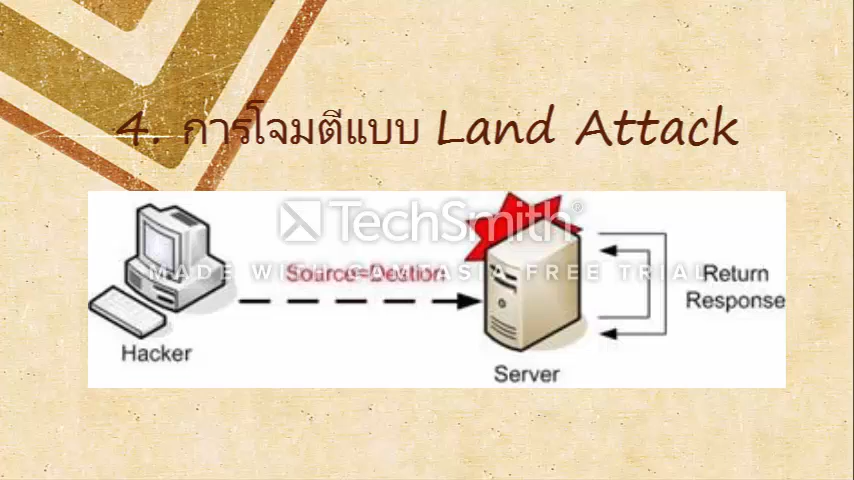 4. การโจมตีแบบ Land Attack
TechSmith®
MADE WITH CAMTASIA FREE TRIAL
Source=Destion
Return
Response
Hacker
Server